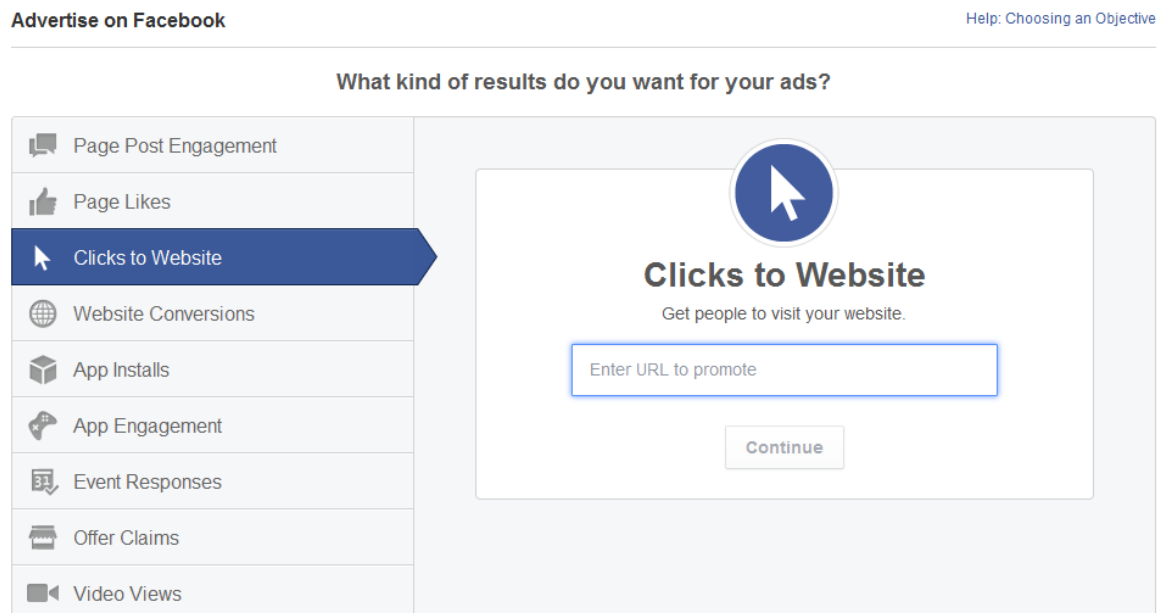 Advertise on Facebook
Help: Choosing an Objective
What kind of results do you want for your ads?
Page Post Engagement
Page Likes
Clicks to Website
Website Conversions
App Installs
App Engagement
31
Event Responses
Offer Claims
Video Views
Clicks to Website
Get people to visit your website.
Enter URL to promote
Continue